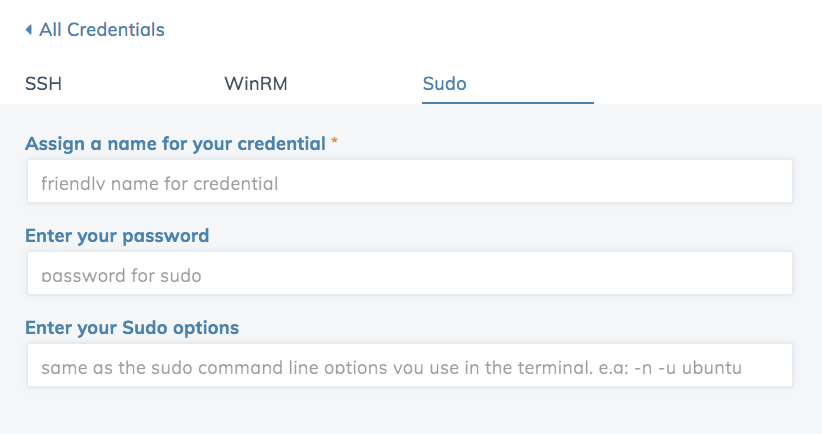 All Credentials
SSH WinRM Sudo
Assign a name for your credential *
friendly name for credential
Enter your password
password for sudo
Enter your Sudo options
same as the sudo command line options you use in the terminal. e.g: -n -u ubuntu